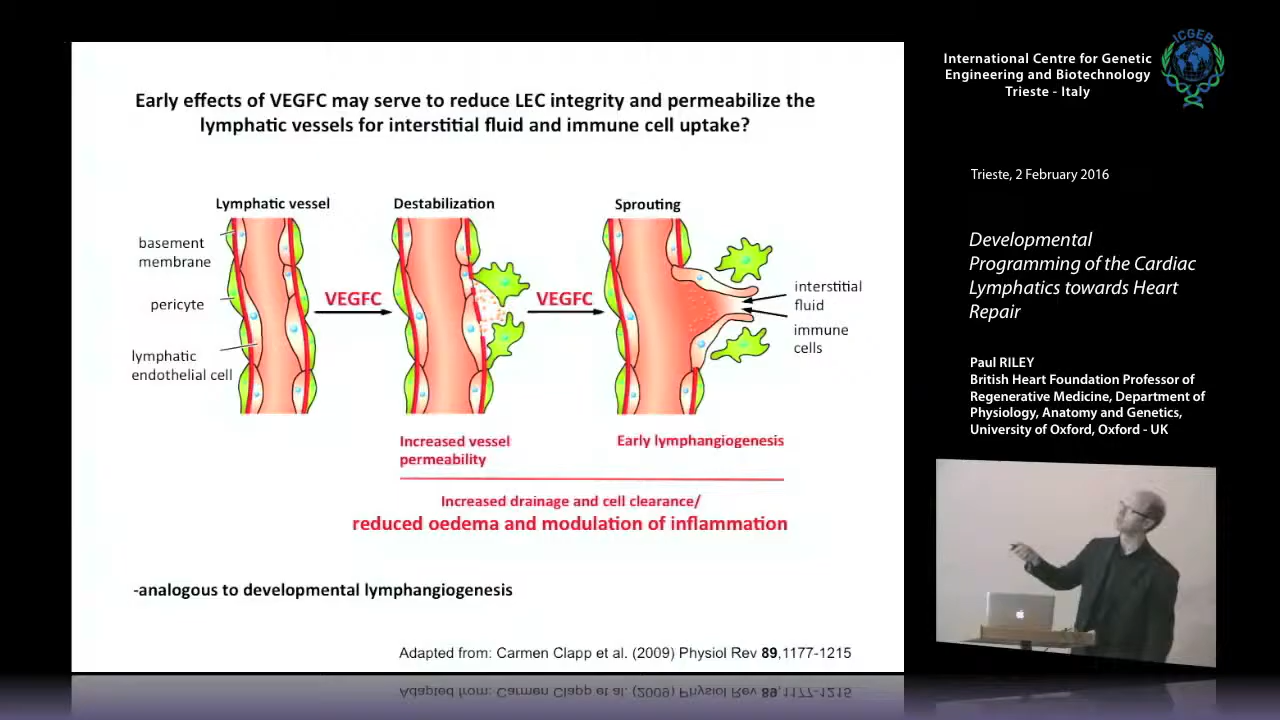 Early effects of VEGFC may serve to reduce LEC integrity and permeabilize the
lymphatic vessels for interstitial fluid and immune cell uptake?
Lymphatic vessel
Destabilization
Sprouting
basement
membrane
pericyte
lymphatic
endothelial cell
VEGFC
VEGFC
interstitial
fluid
immune
cells
Increased vessel
permeability
Early lymphangiogenesis
Increased drainage and cell clearance/
reduced oedema and modulation of inflammation
-analogous to developmental lymphangiogenesis
Adapted from: Carmen Clapp et al. (2009) Physiol Rev 89,1177-1215
International Centre for Genetic
Engineering and Biotechnology
Trieste - Italy
ICGEB
Trieste, 2 February 2016
Developmental
Programming of the Cardiac
Lymphatics towards Heart
Repair
Paul RILEY
British Heart Foundation Professor of
Regenerative Medicine, Department of
Physiology, Anatomy and Genetics,
University of Oxford, Oxford - UK